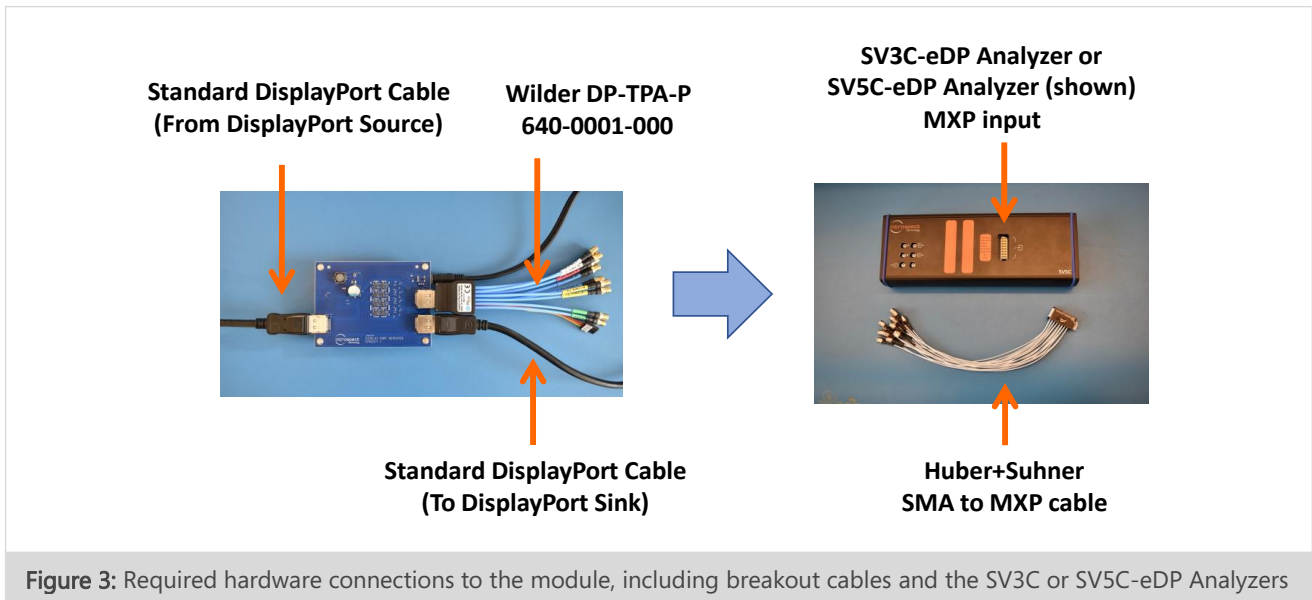 Standard DisplayPort Cable
(From DisplayPort Source)
Wilder DP-TPA-P
640-0001-000
SV3C-eDP Analyzer or
SV5C-eDP Analyzer (shown)
MXP input
introspect
SV5C
Standard DisplayPort Cable
(To DisplayPort Sink)
Huber+Suhner
SMA to MXP cable
Figure 3: Required hardware connections to the module, including breakout cables and the SV3C or SV5C-eDP Analyzers